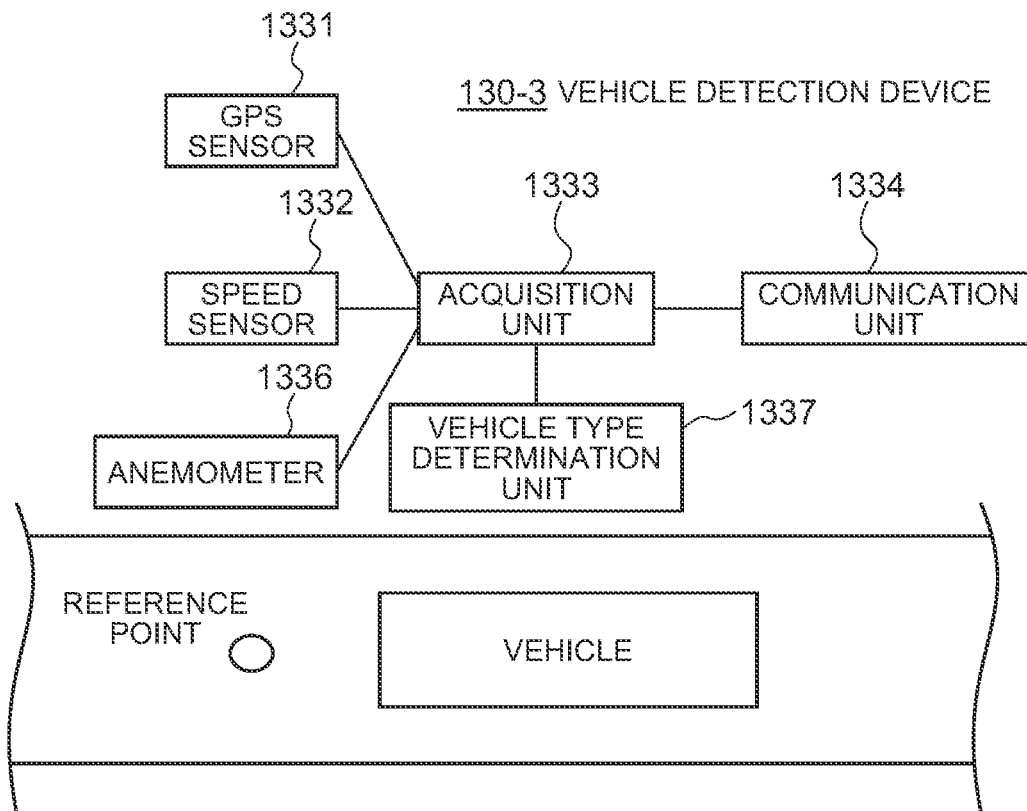 1331
130-3 VEHICLE DETECTION DEVICE
GPS
SENSOR
1332
1333
1334
SPEED
SENSOR
ACQUISITION
UNIT
COMMUNICATION
UNIT
1336
1337
ANEMOMETER
VEHICLE TYPE
DETERMINATION
UNIT
REFERENCE
POINT
VEHICLE